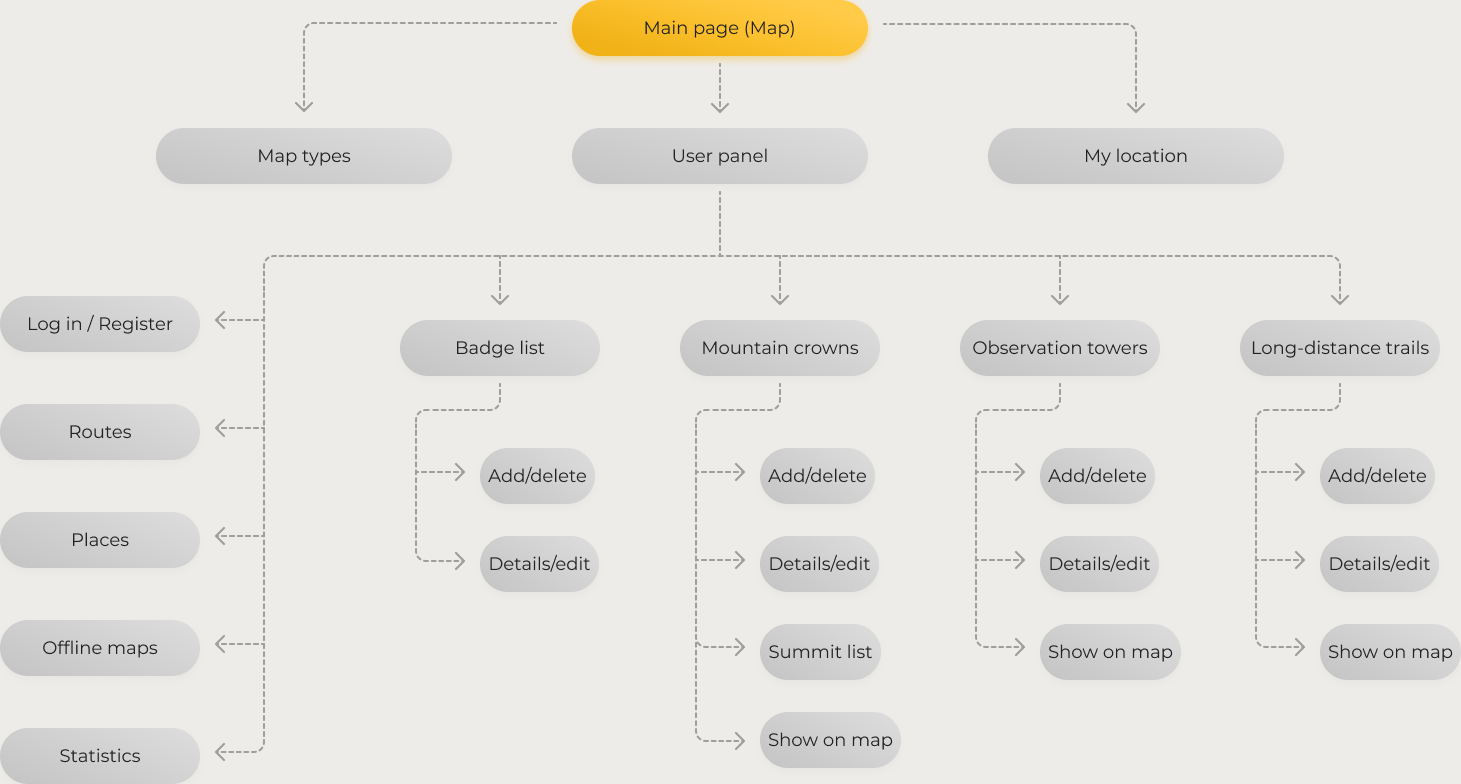 Main page (Map)
Map types
User panel
My location
Log in / Register
Routes
Places
Offline maps
Statistics
Badge list
Add/delete
Details/edit
Mountain crowns
Add/delete
Details/edit
Summit list
Show on map
Observation towers
Add/delete
Details/edit
Show on map
Long-distance trails
Add/delete
Details/edit
Show on map